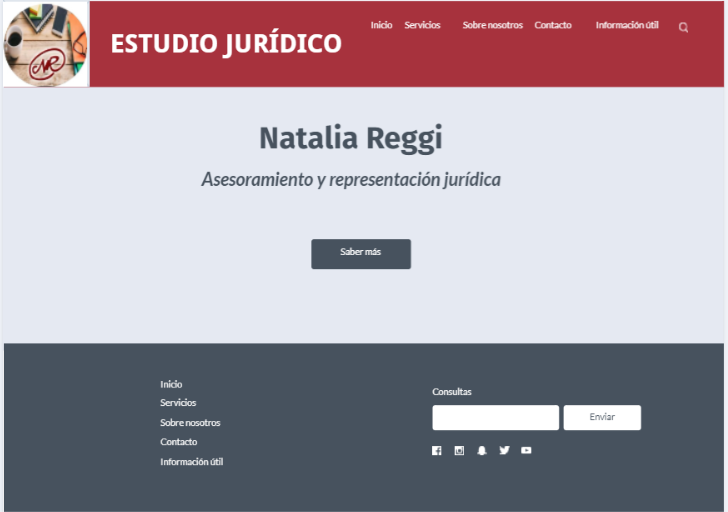 NR
ESTUDIO JURÍDICO
Inicio Servicios Sobre nosotros Contacto Información útil
Natalia Reggi
Asesoramiento y representación jurídica
Saber más
Inicio
Servicios
Sobre nosotros
Contacto
Información útil
Consultas
Enviar